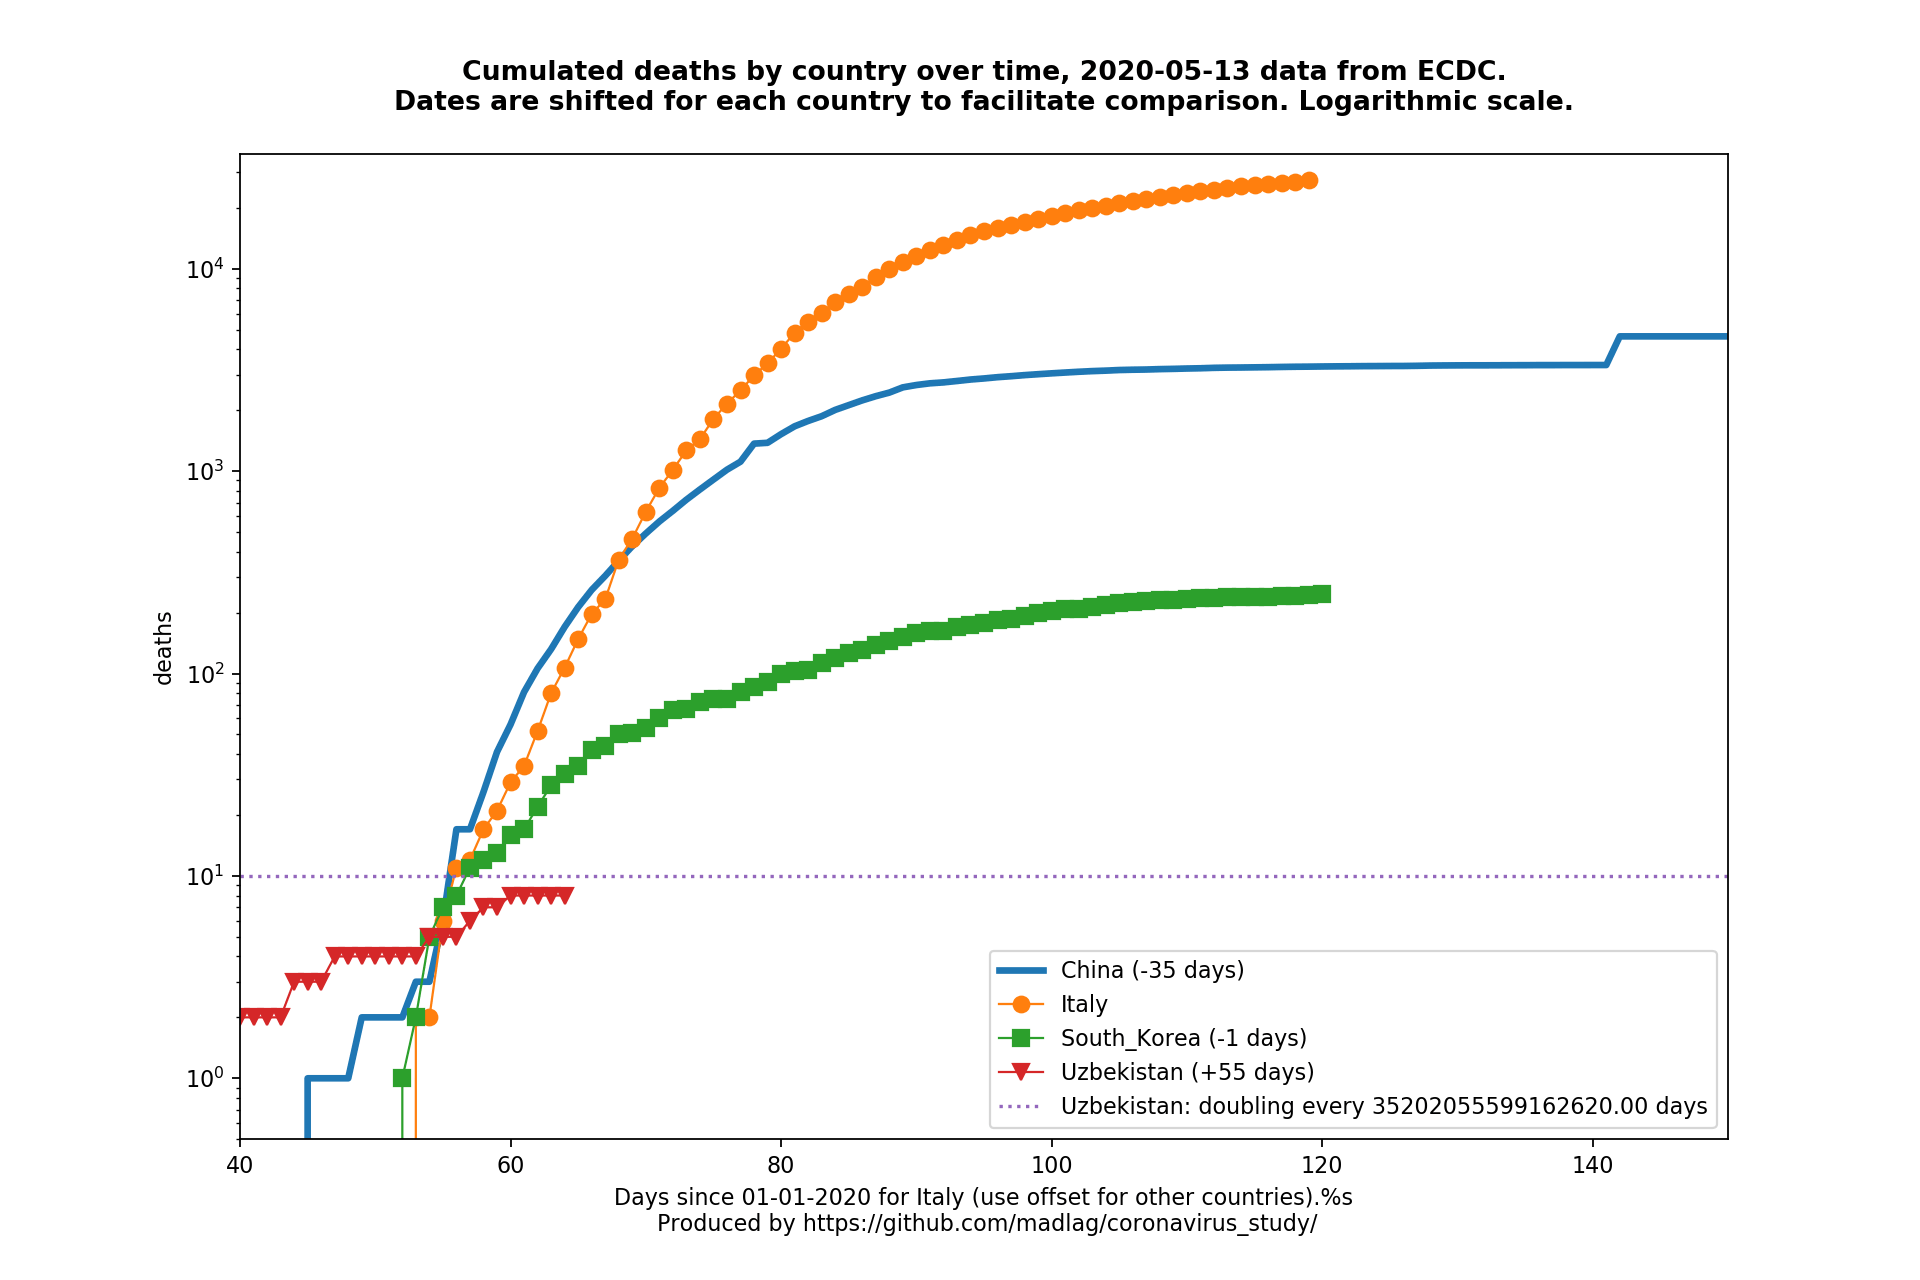 Cumulated deaths by country over time, 2020-05-13 data from ECDC.
Dates are shifted for each country to facilitate comparison. Logarithmic scale.
deaths
10^4
10^3
10^2
10^1
10^0
China (-35 days)
Italy
South_Korea (-1 days)
Uzbekistan (+55 days)
Uzbekistan: doubling every 35202055599162620.00 days
40 60 80 100 120 140
Days since 01-01-2020 for Italy (use offset for other countries).%s
Produced by https://github.com/madlag/coronavirus_study/